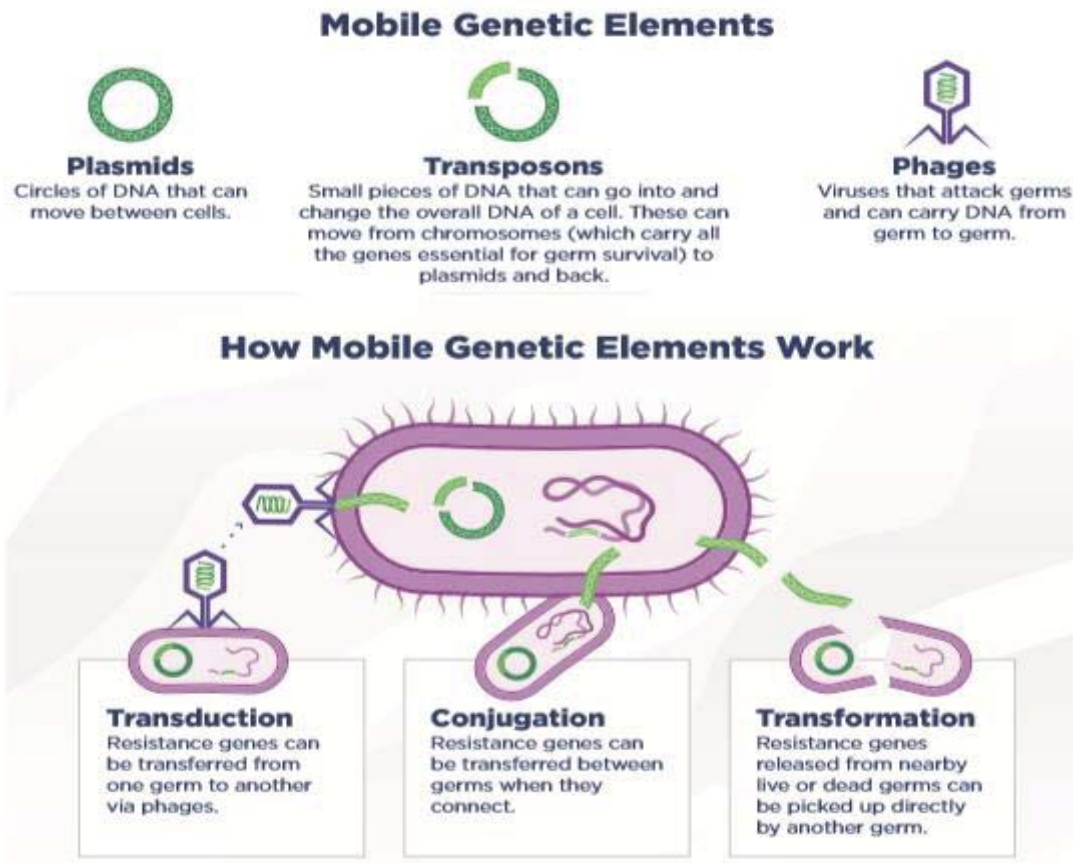 Mobile Genetic Elements
Plasmids
Circles of DNA that can
move between cells.
Transposons
Small pieces of DNA that can go into and
change the overall DNA of a cell. These can
move from chromosomes (which carry all
the genes essential for germ survival) to
plasmids and back.
Phages
Viruses that attack germs
and can carry DNA from
germ to germ.
How Mobile Genetic Elements Work
Transduction
Resistance genes can
be transferred from
one germ to another
via phages.
Conjugation
Resistance genes can
be transferred between
germs when they
connect.
Transformation
Resistance genes
released from nearby
live or dead germs can
be picked up directly
by another germ.